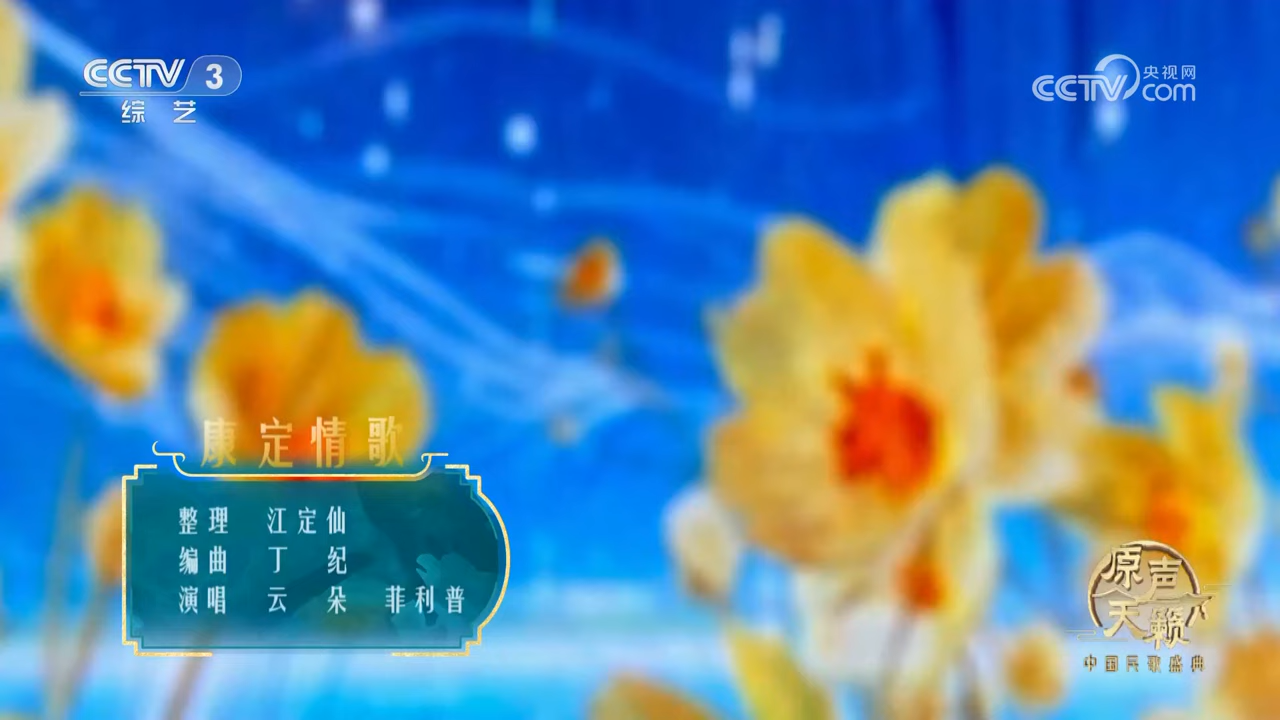 CCTV 3
综艺
CCTV.com 央视网
康定情歌
整理 江定仙
编曲 丁纪
演唱 云朵 菲利普
原声天籁
中国民歌盛典